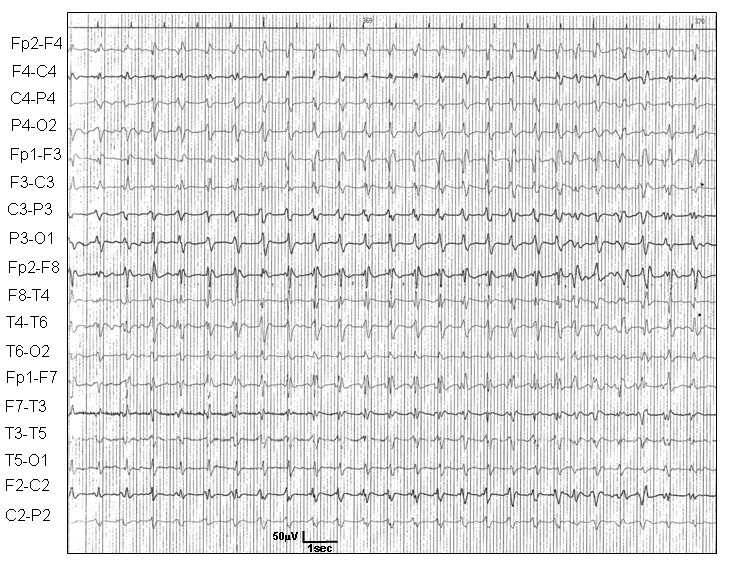 369
370
Fp2-F4
F4-C4
C4-P4
P4-O2
Fp1-F3
F3-C3
C3-P3
P3-O1
Fp2-F8
F8-T4
T4-T6
T6-O2
Fp1-F7
F7-T3
T3-T5
T5-O1
F2-C2
C2-P2
50µV
1sec